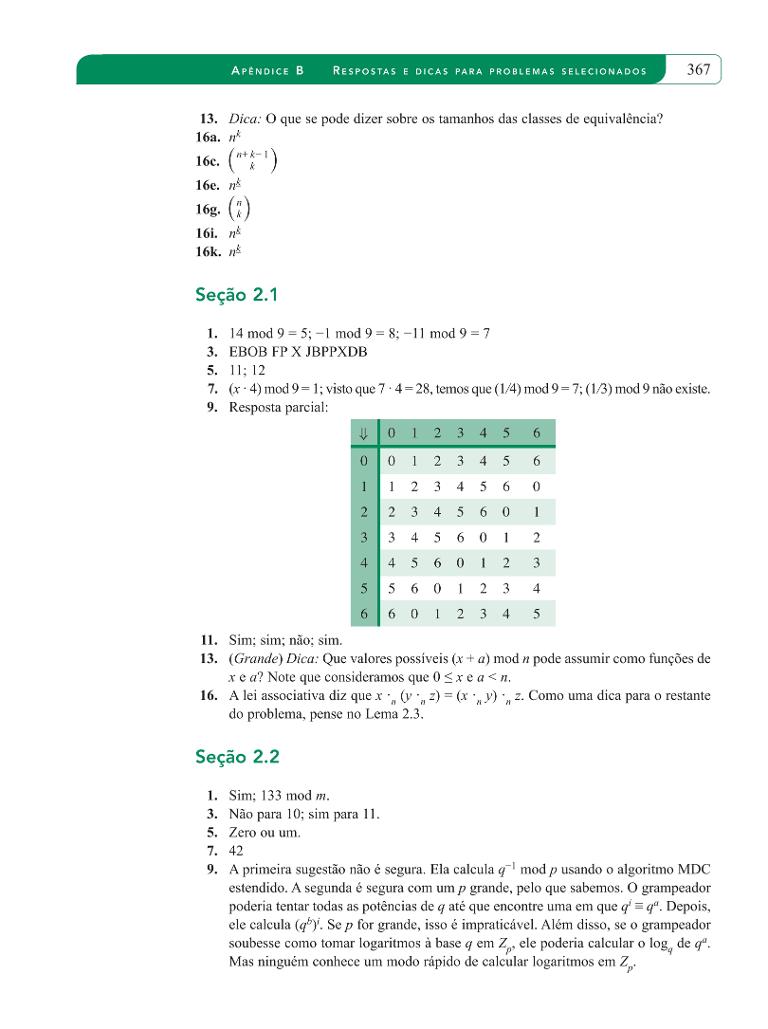 APÊNDICE B RESPOSTAS E DICAS PARA PROBLEMAS SELECIONADOS 367
13. Dica: O que se pode dizer sobre os tamanhos das classes de equivalência?
16a. n^k
16c. (n+k−1 k)
16e. n^k̲
16g. (n k)
16i. n^k̲
16k. n^k̲
Seção 2.1
1. 14 mod 9 = 5; −1 mod 9 = 8; −11 mod 9 = 7
3. EBOB FP X JBPPXDB
5. 11; 12
7. (x · 4) mod 9 = 1; visto que 7 · 4 = 28, temos que (1/4) mod 9 = 7; (1/3) mod 9 não existe.
9. Resposta parcial:
⇓ 0 1 2 3 4 5 6
0 0 1 2 3 4 5 6
1 1 2 3 4 5 6 0
2 2 3 4 5 6 0 1
3 3 4 5 6 0 1 2
4 4 5 6 0 1 2 3
5 5 6 0 1 2 3 4
6 6 0 1 2 3 4 5
11. Sim; sim; não; sim.
13. (Grande) Dica: Que valores possíveis (x + a) mod n pode assumir como funções de
x e a? Note que consideramos que 0 ≤ x e a < n.
16. A lei associativa diz que x ·_n (y ·_n z) = (x ·_n y) ·_n z. Como uma dica para o restante
do problema, pense no Lema 2.3.
Seção 2.2
1. Sim; 133 mod m.
3. Não para 10; sim para 11.
5. Zero ou um.
7. 42
9. A primeira sugestão não é segura. Ela calcula q^−1 mod p usando o algoritmo MDC
estendido. A segunda é segura com um p grande, pelo que sabemos. O grampeador
poderia tentar todas as potências de q até que encontre uma em que q^i ≡ q^a. Depois,
ele calcula (q^b)^i. Se p for grande, isso é impraticável. Além disso, se o grampeador
soubesse como tomar logaritmos à base q em Z_p, ele poderia calcular o log_q de q^a.
Mas ninguém conhece um modo rápido de calcular logaritmos em Z_p.